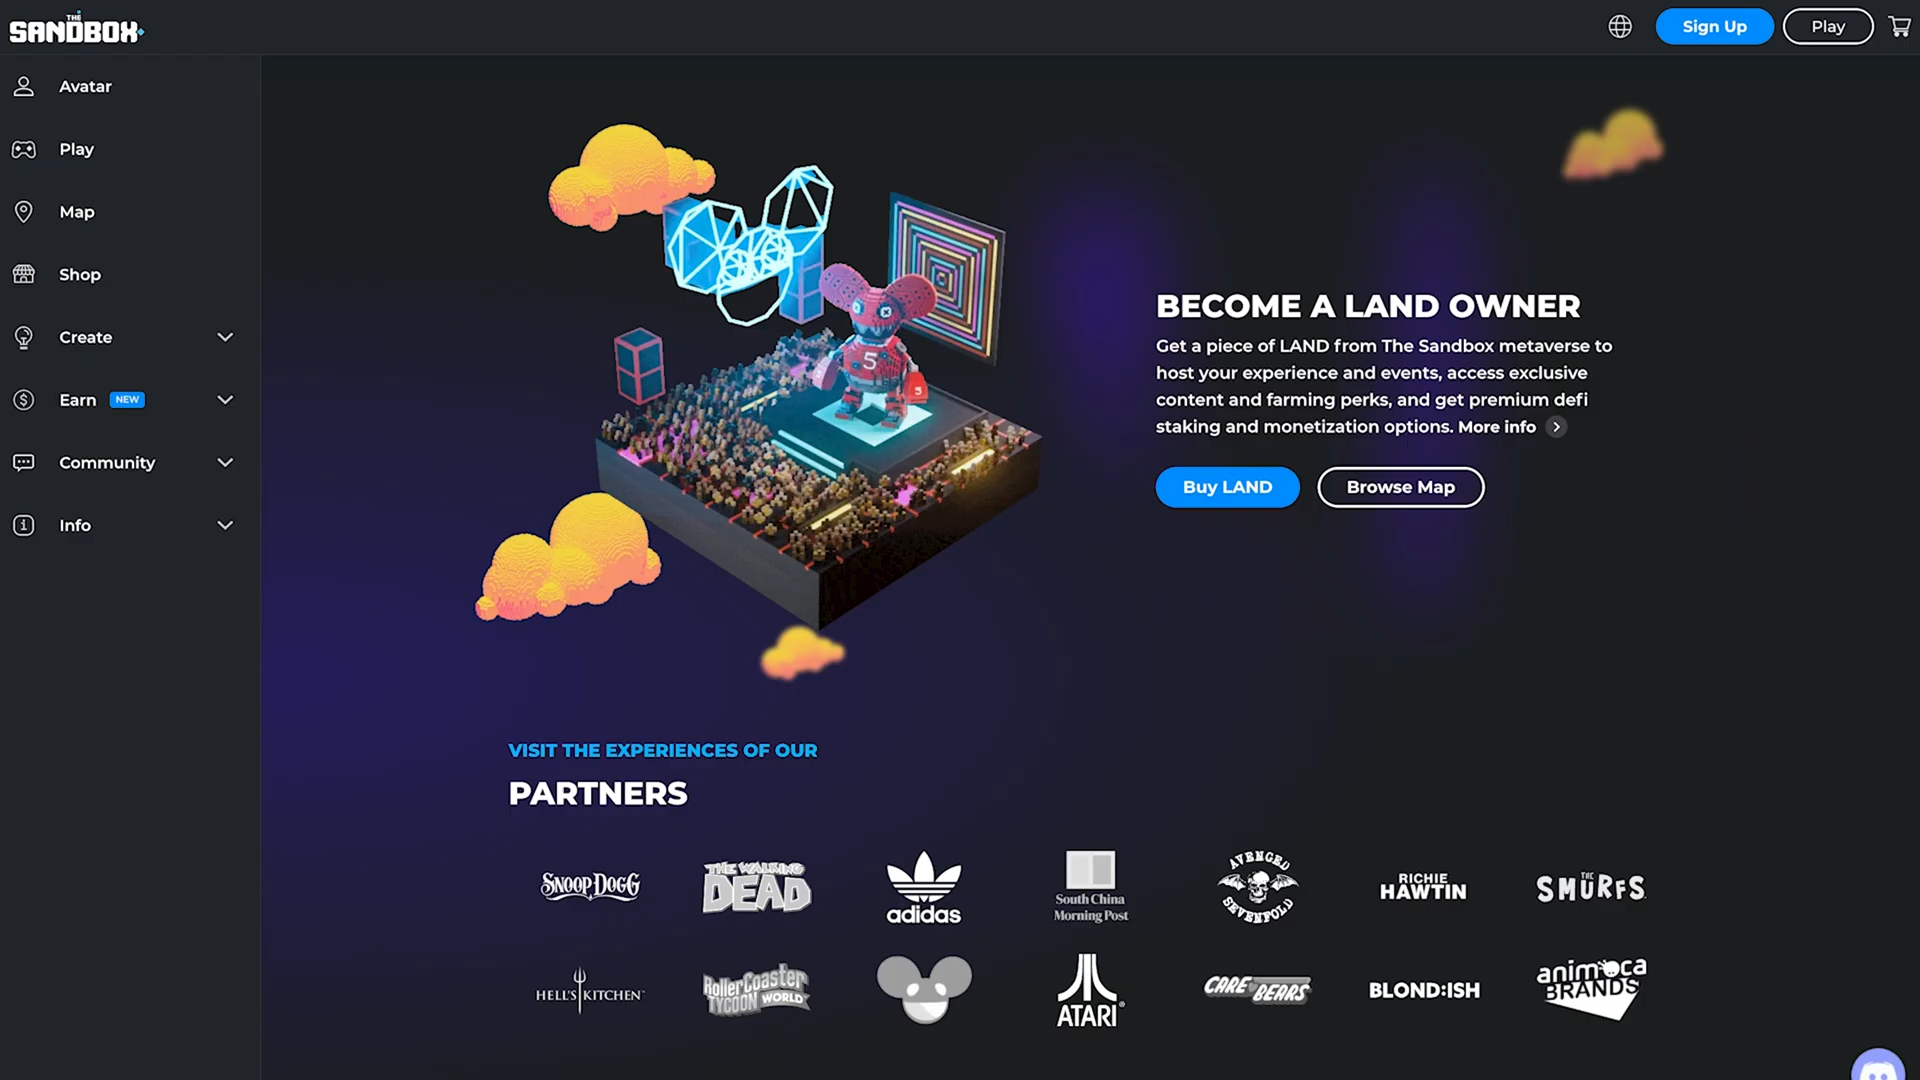 THE
SANDBOX
Sign Up
Play
Avatar
Play
Map
Shop
Create
Earn NEW
Community
Info
5
5
BECOME A LAND OWNER
Get a piece of LAND from The Sandbox metaverse to
host your experience and events, access exclusive
content and farming perks, and get premium defi
staking and monetization options. More info
Buy LAND
Browse Map
VISIT THE EXPERIENCES OF OUR
PARTNERS
SNOOP DOGG
THE WALKING
DEAD
adidas
South China
Morning Post
AVENGED
SEVENFOLD
RICHIE
HAWTIN
THE
SMURFS
HELL'S KITCHEN
RollerCoaster
TYCOON WORLD
ATARI
CARE BEARS
BLOND:ISH
animoca
BRANDS